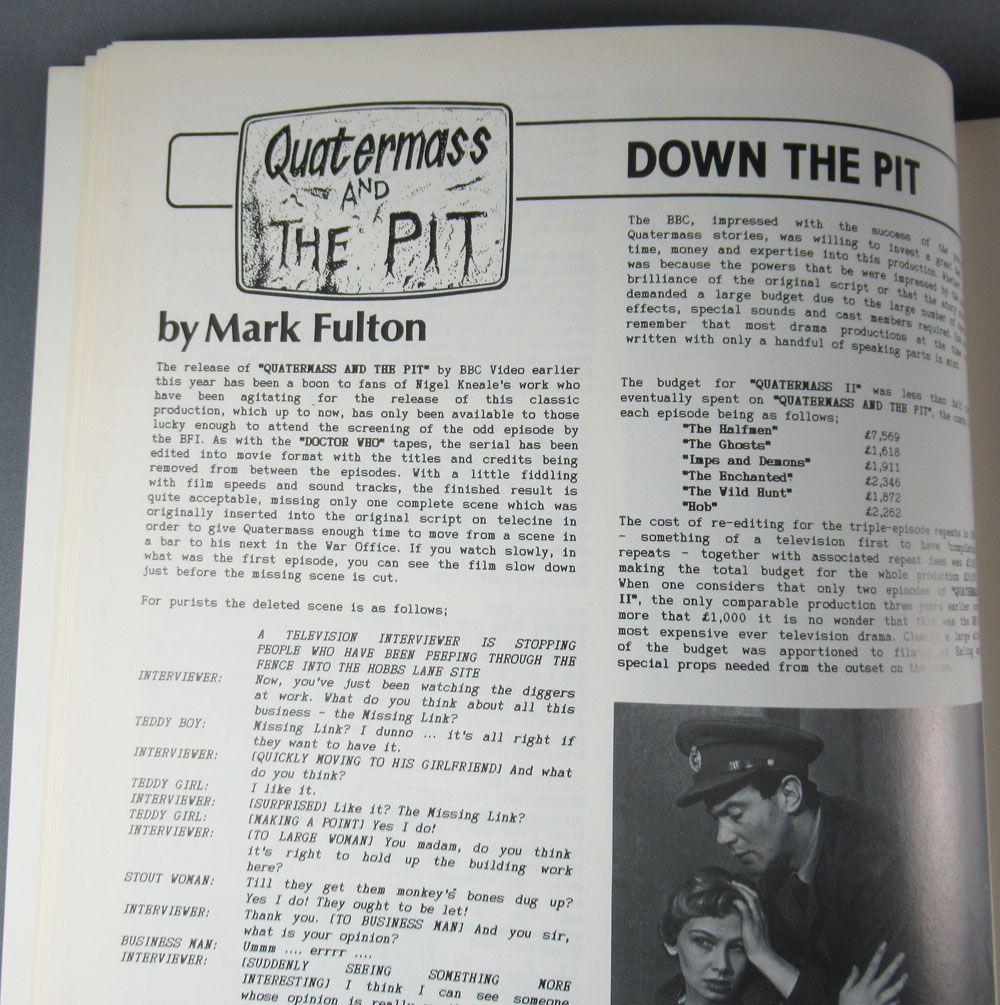 Quatermass
AND
THE PIT
by Mark Fulton
The release of "QUATERMASS AND THE PIT" by BBC Video earlier
this year has been a boon to fans of Nigel Kneale's work who
have been agitating for the release of this classic
production, which up to now, has only been available to those
lucky enough to attend the screening of the odd episode by
the BFI. As with the "DOCTOR WHO" tapes, the serial has been
edited into movie format with the titles and credits being
removed from between the episodes. With a little fiddling
with film speeds and sound tracks, the finished result is
quite acceptable, missing only one complete scene which was
originally inserted into the original script on telecine in
order to give Quatermass enough time to move from a scene in
a bar to his next in the War Office. If you watch slowly, in
what was the first episode, you can see the film slow down
just before the missing scene is cut.
For purists the deleted scene is as follows;
A TELEVISION INTERVIEWER IS STOPPING
PEOPLE WHO HAVE BEEN PEEPING THROUGH THE
FENCE INTO THE HOBBS LANE SITE
INTERVIEWER: Now, you've just been watching the diggers
at work. What do you think about all this
business - the Missing Link?
TEDDY BOY: Missing Link? I dunno ... it's all right if
they want to have it.
INTERVIEWER: [QUICKLY MOVING TO HIS GIRLFRIEND] And what
do you think?
TEDDY GIRL: I like it.
INTERVIEWER: [SURPRISED] Like it? The Missing Link?
TEDDY GIRL: [MAKING A POINT] Yes I do!
INTERVIEWER: [TO LARGE WOMAN] You madam, do you think
it's right to hold up the building work
here?
STOUT WOMAN: Till they get them monkey's bones dug up?
Yes I do! They ought to be let!
INTERVIEWER: Thank you. [TO BUSINESS MAN] And you sir,
what is your opinion?
BUSINESS MAN: Ummm .... errr ....
INTERVIEWER: [SUDDENLY SEEING SOMETHING MORE
INTERESTING] I think I can see someone
whose opinion is really
DOWN THE PIT
The BBC, impressed with the success of the
Quatermass stories, was willing to invest a great
time, money and expertise into this production. Whether
was because the powers that be were impressed by the
brilliance of the original script or that the story
demanded a large budget due to the large number of
effects, special sounds and cast members required.
remember that most drama productions at the time
written with only a handful of speaking parts in mind.
The budget for "QUATERMASS II" was less than half
eventually spent on "QUATERMASS AND THE PIT", the costs
each episode being as follows;
"The Halfmen" £7,569
"The Ghosts" £1,618
"Imps and Demons" £1,911
"The Enchanted" £2,346
"The Wild Hunt" £1,872
"Hob" £2,262
The cost of re-editing for the triple-episode repeats in
- something of a television first to have
repeats - together with associated repeat fees was
making the total budget for the whole production
When one considers that only two episodes of
II", the only comparable production three years earlier,
more that £1,000 it is no wonder that this was the
most expensive ever television drama. Clearly a large
of the budget was apportioned to filming at Ealing
special props needed from the outset on the